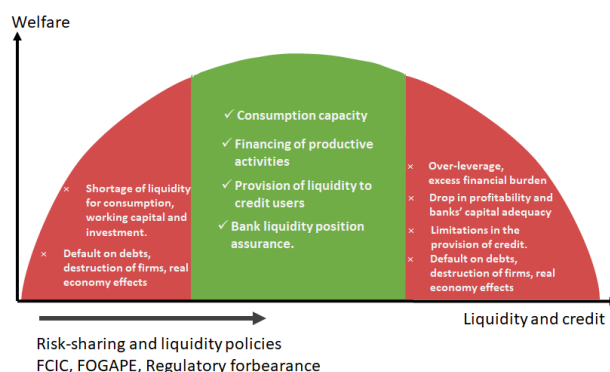 Welfare
✓ Consumption capacity
✓ Financing of productive
activities
✓ Provision of liquidity to
credit users
✓ Bank liquidity position
assurance.
× Shortage of liquidity
for consumption,
working capital and
investment.
× Default on debts,
destruction of firms, real
economy effects
× Over-leverage,
excess financial burden
× Drop in profitability and
banks' capital adequacy
× Limitations in the
provision of credit.
× Default on debts,
destruction of firms, real
economy effects
Liquidity and credit
Risk-sharing and liquidity policies
FCIC, FOGAPE, Regulatory forbearance